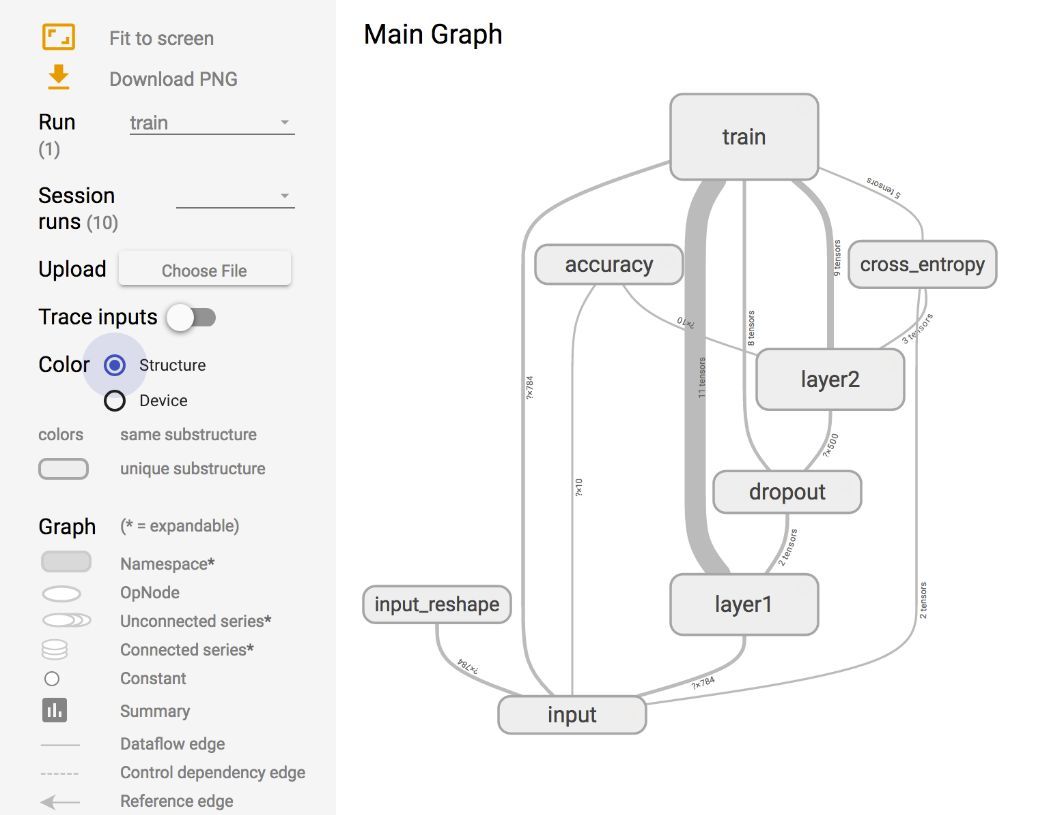 Fit to screen
Download PNG
Run
(1)
train
Session
runs (10)
Upload
Choose File
Trace inputs
Color
Structure
Device
colors
same substructure
unique substructure
Graph
(* = expandable)
Namespace*
OpNode
Unconnected series*
Connected series*
Constant
Summary
Dataflow edge
Control dependency edge
Reference edge
Main Graph
train
5 tensors
accuracy
9 tensors
cross_entropy
?×10
8 tensors
3 tensors
11 tensors
layer2
?×784
?×500
?×10
dropout
2 tensors
input_reshape
layer1
2 tensors
?×784
?×784
input